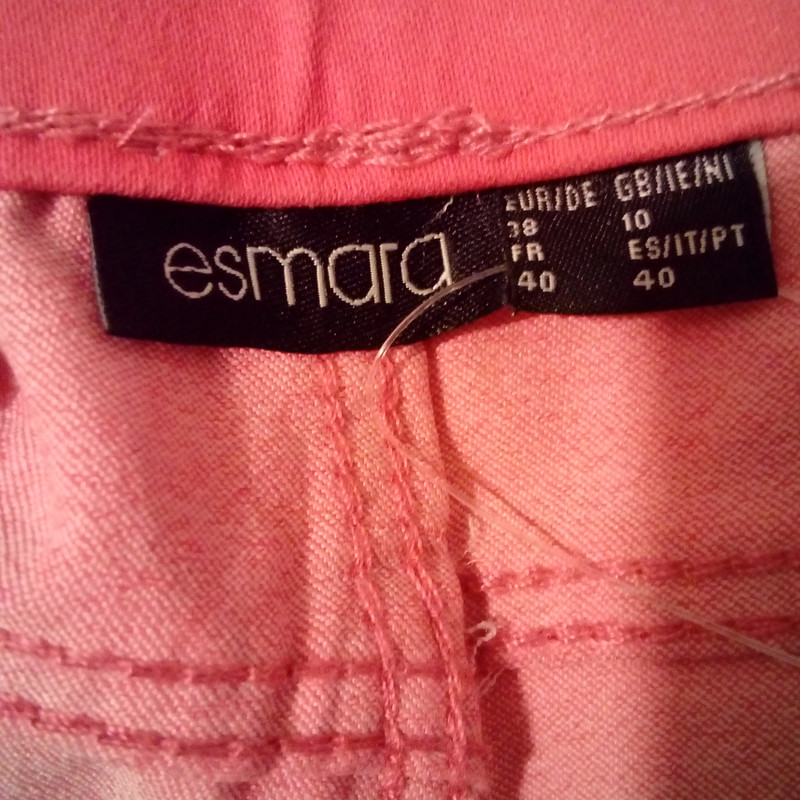 esmara
EUR/DE GB/IE/NI
38 10
FR ES/IT/PT
40 40